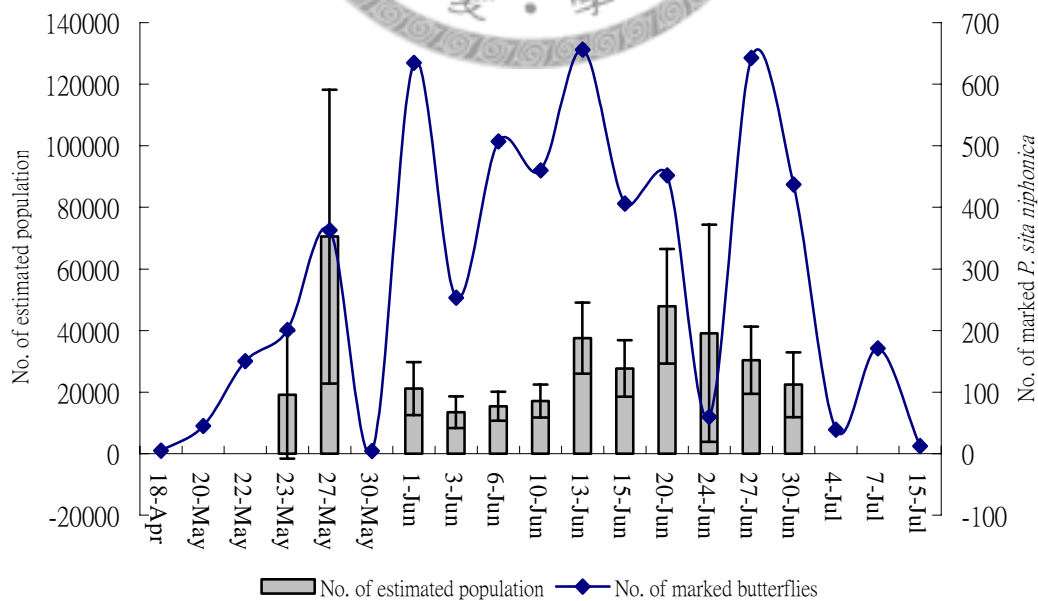 140000
120000
100000
80000
60000
40000
20000
0
-20000
No. of estimated population
700
600
500
400
300
200
100
0
-100
No. of marked P. sita niphonica
18-Apr
20-May
22-May
23-May
27-May
30-May
1-Jun
3-Jun
6-Jun
10-Jun
13-Jun
15-Jun
20-Jun
24-Jun
27-Jun
30-Jun
4-Jul
7-Jul
15-Jul
No. of estimated population
No. of marked butterflies